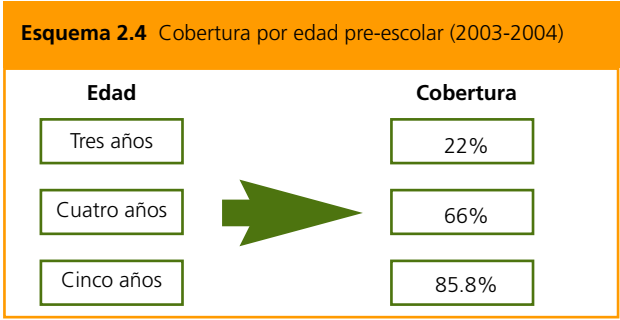 Esquema 2.4 Cobertura por edad pre-escolar (2003-2004)
Edad Cobertura
Tres años 22%
Cuatro años 66%
Cinco años 85.8%